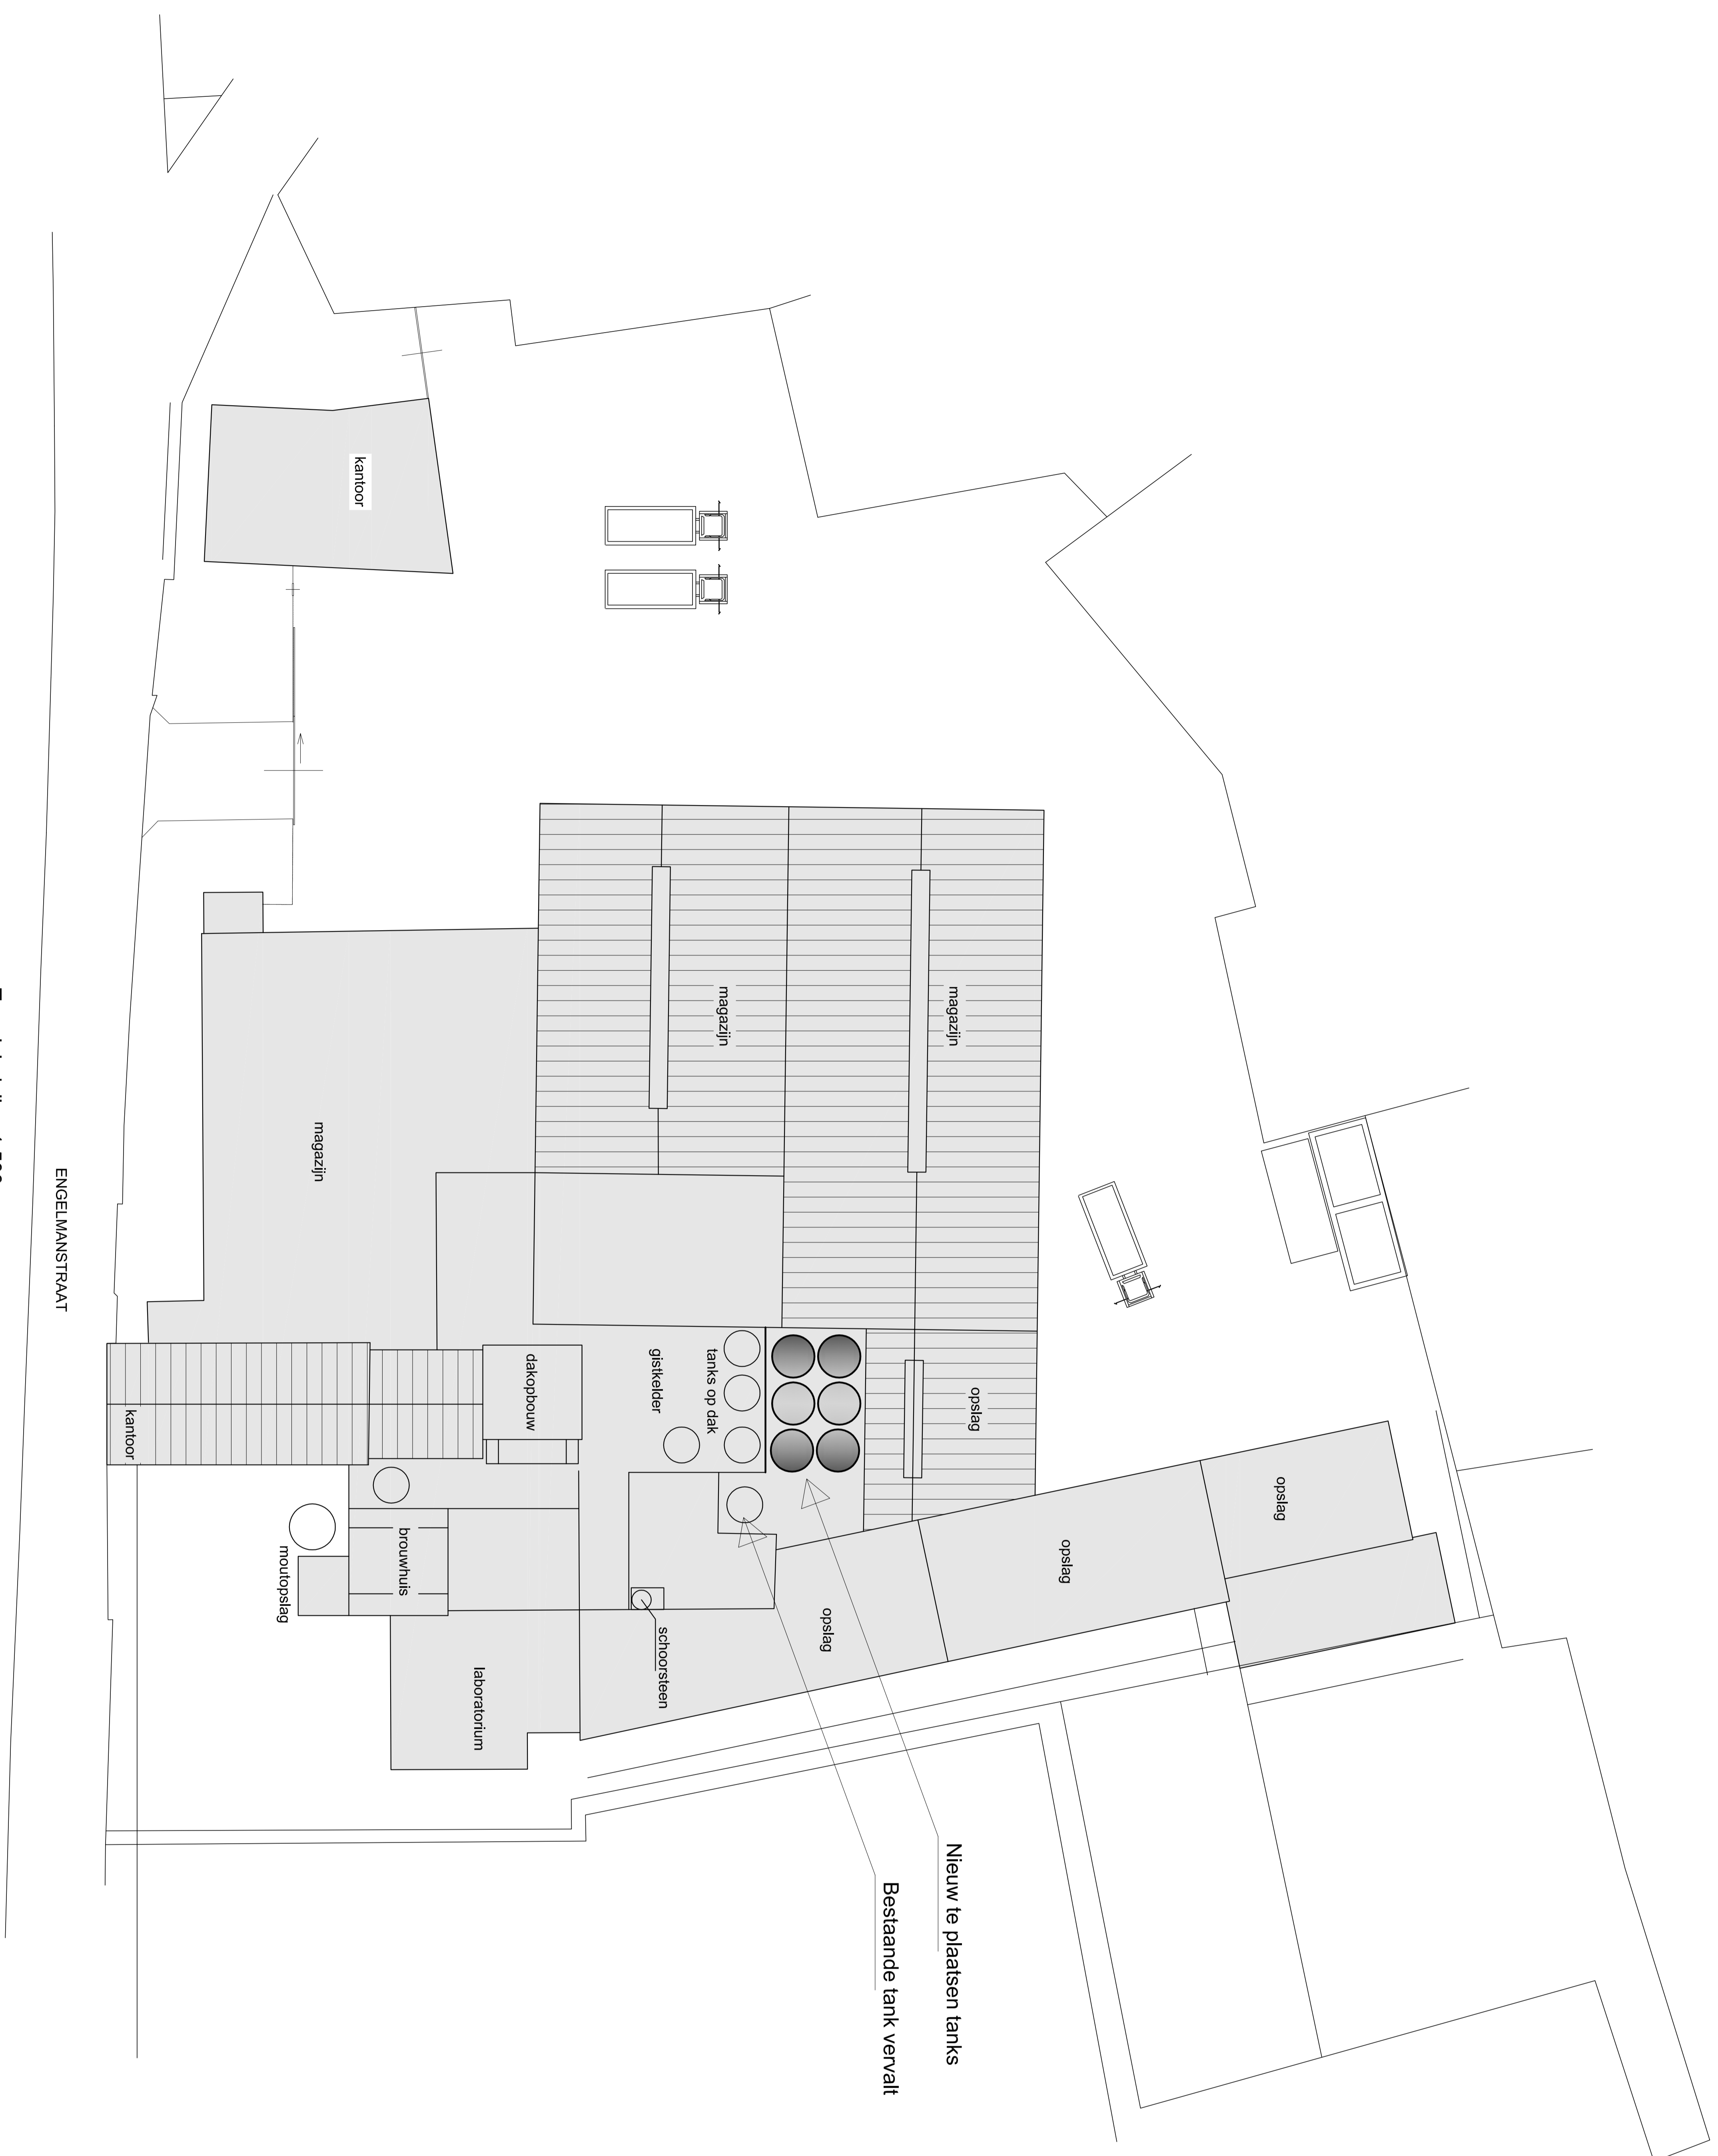 Nieuw te plaatsen tanks
Bestaande tank vervalt
kantoor
magazijn
magazijn
magazijn
opslag
opslag
opslag
opslag
tanks op dak
gistkelder
dakopbouw
kantoor
brouwhuis
moutopslag
schoorsteen
laboratorium
ENGELMANSTRAAT